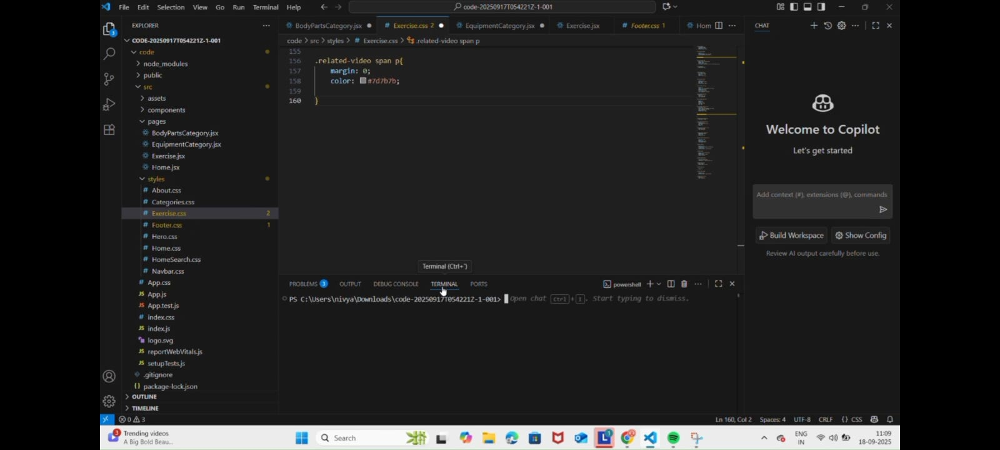 File Edit Selection View Go Run Terminal Help
code-20250917T054221Z-1-001
EXPLORER
CODE-20250917T054221Z-1-001
code
node_modules
public
src
assets
components
pages
BodyPartsCategory.jsx
EquipmentCategory.jsx
Exercise.jsx
Home.jsx
styles
# About.css
# Categories.css
# Exercise.css 2
# Footer.css 1
# Hero.css
# Home.css
# HomeSearch.css
# Navbar.css
# App.css
JS App.js
JS App.test.js
# index.css
JS index.js
logo.svg
JS reportWebVitals.js
JS setupTests.js
.gitignore
{} package-lock.json
OUTLINE
TIMELINE
BodyPartsCategory.jsx # Exercise.css 2 EquipmentCategory.jsx Exercise.jsx # Footer.css 1 Hom
code > src > styles > # Exercise.css > .related-video span p
155
156 .related-video span p{
157 margin: 0;
158 color: #7d7b7b;
159
160 }
Terminal (Ctrl+`)
PROBLEMS 3 OUTPUT DEBUG CONSOLE TERMINAL PORTS
powershell
PS C:\Users\nivya\Downloads\code-20250917T054221Z-1-001> Open chat Ctrl + I . Start typing to dismiss.
CHAT
Welcome to Copilot
Let's get started
Add context (#), extensions (@), commands
Build Workspace Show Config
Review AI output carefully before use.
0 3
Ln 160, Col 2 Spaces: 4 UTF-8 CRLF {} CSS
3
Trending videos
A Big Bold Beau...
Search
ENG
IN
11:09
18-09-2025